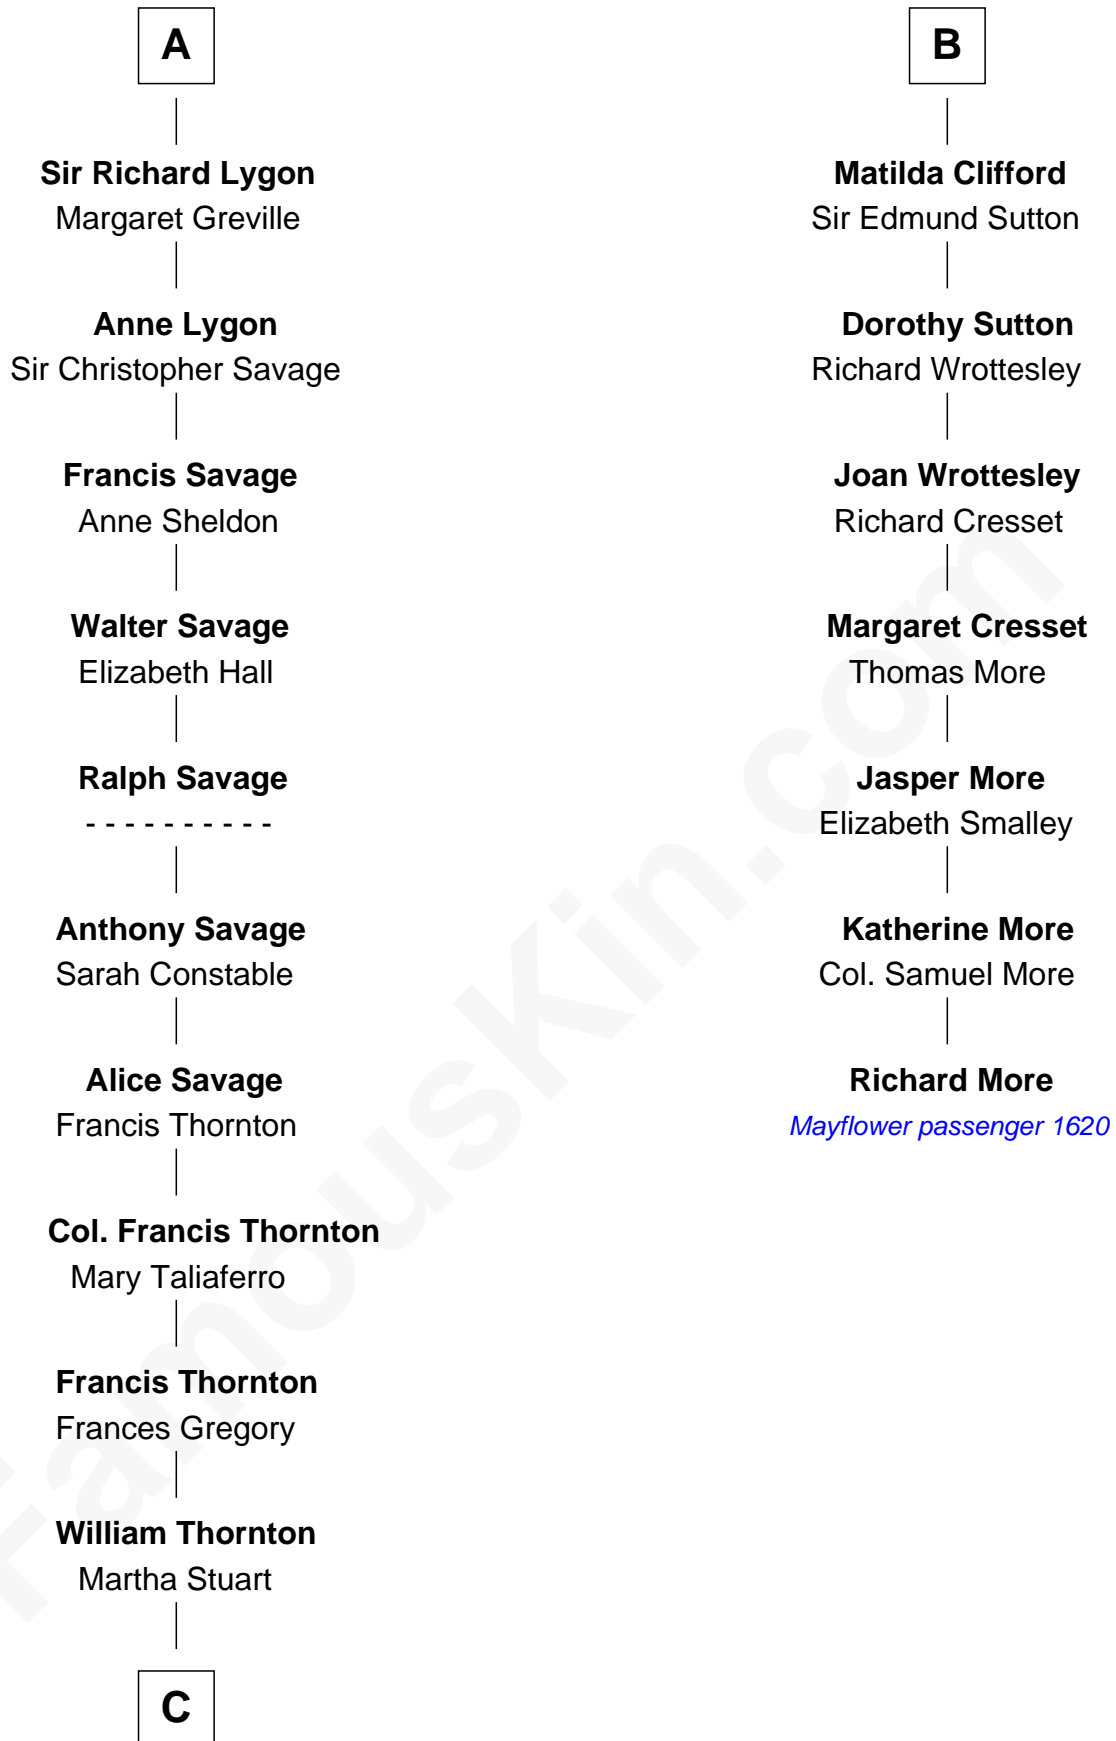 A
Sir Richard Lygon
Margaret Greville
Anne Lygon
Sir Christopher Savage
Francis Savage
Anne Sheldon
Walter Savage
Elizabeth Hall
Ralph Savage
- - - - - - - - - -
Anthony Savage
Sarah Constable
Alice Savage
Francis Thornton
Col. Francis Thornton
Mary Taliaferro
Francis Thornton
Frances Gregory
William Thornton
Martha Stuart
C
B
Matilda Clifford
Sir Edmund Sutton
Dorothy Sutton
Richard Wrottesley
Joan Wrottesley
Richard Cresset
Margaret Cresset
Thomas More
Jasper More
Elizabeth Smalley
Katherine More
Col. Samuel More
Richard More
Mayflower passenger 1620
FamousKin.com